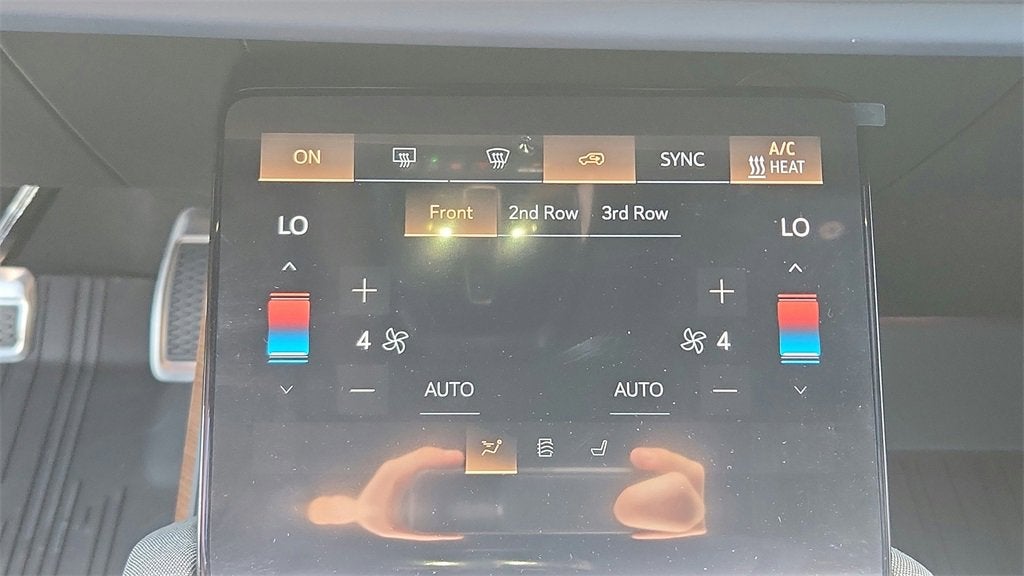 ON SYNC A/C
HEAT
Front 2nd Row 3rd Row
LO LO
4 4
AUTO AUTO